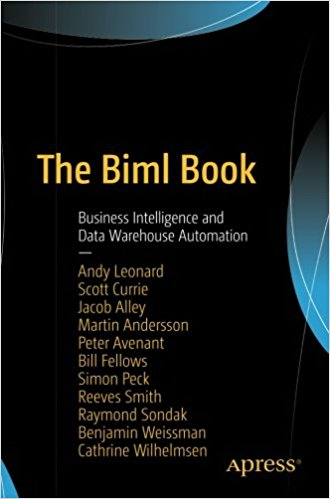 The Biml Book
Business Intelligence and
Data Warehouse Automation
—
Andy Leonard
Scott Currie
Jacob Alley
Martin Andersson
Peter Avenant
Bill Fellows
Simon Peck
Reeves Smith
Raymond Sondak
Benjamin Weissman
Cathrine Wilhelmsen
Apress®